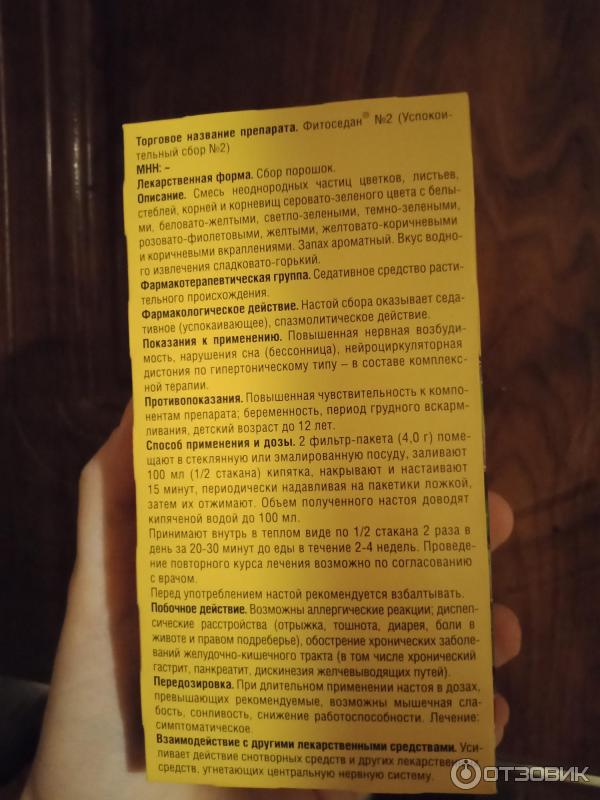 Торговое название препарата. Фитоседан® №2 (Успокои-
тельный сбор №2)
МНН: –
Лекарственная форма. Сбор порошок.
Описание. Смесь неоднородных частиц цветков, листьев,
стеблей, корней и корневищ серовато-зеленого цвета с белы-
ми, беловато-желтыми, светло-зелеными, темно-зелеными,
розовато-фиолетовыми, желтыми, желтовато-коричневыми
и коричневыми вкраплениями. Запах ароматный. Вкус водно-
го извлечения сладковато-горький.
Фармакотерапевтическая группа. Седативное средство расти-
тельного происхождения.
Фармакологическое действие. Настой сбора оказывает седа-
тивное (успокаивающее), спазмолитическое действие.
Показания к применению. Повышенная нервная возбуди-
мость, нарушения сна (бессонница), нейроциркуляторная
дистония по гипертоническому типу – в составе комплекс-
ной терапии.
Противопоказания. Повышенная чувствительность к компо-
нентам препарата; беременность, период грудного вскарм-
ливания, детский возраст до 12 лет.
Способ применения и дозы. 2 фильтр-пакета (4,0 г) поме-
щают в стеклянную или эмалированную посуду, заливают
100 мл (1/2 стакана) кипятка, накрывают и настаивают
15 минут, периодически надавливая на пакетики ложкой,
затем их отжимают. Объем полученного настоя доводят
кипяченой водой до 100 мл.
Принимают внутрь в теплом виде по 1/2 стакана 2 раза в
день за 20-30 минут до еды в течение 2-4 недель. Проведе-
ние повторного курса лечения возможно по согласованию
с врачом.
Перед употреблением настой рекомендуется взбалтывать.
Побочное действие. Возможны аллергические реакции; диспеп-
сические расстройства (отрыжка, тошнота, диарея, боли в
животе и правом подреберье), обострение хронических заболе-
ваний желудочно-кишечного тракта (в том числе хронический
гастрит, панкреатит, дискинезия желчевыводящих путей).
Передозировка. При длительном применении настоя в дозах,
превышающих рекомендуемые, возможны мышечная сла-
бость, сонливость, снижение работоспособности. Лечение:
симптоматическое.
Взаимодействие с другими лекарственными средствами. Уси-
ливает действие снотворных средств и других лекарственных
средств, угнетающих центральную нервную систему.
ОТЗОВИК